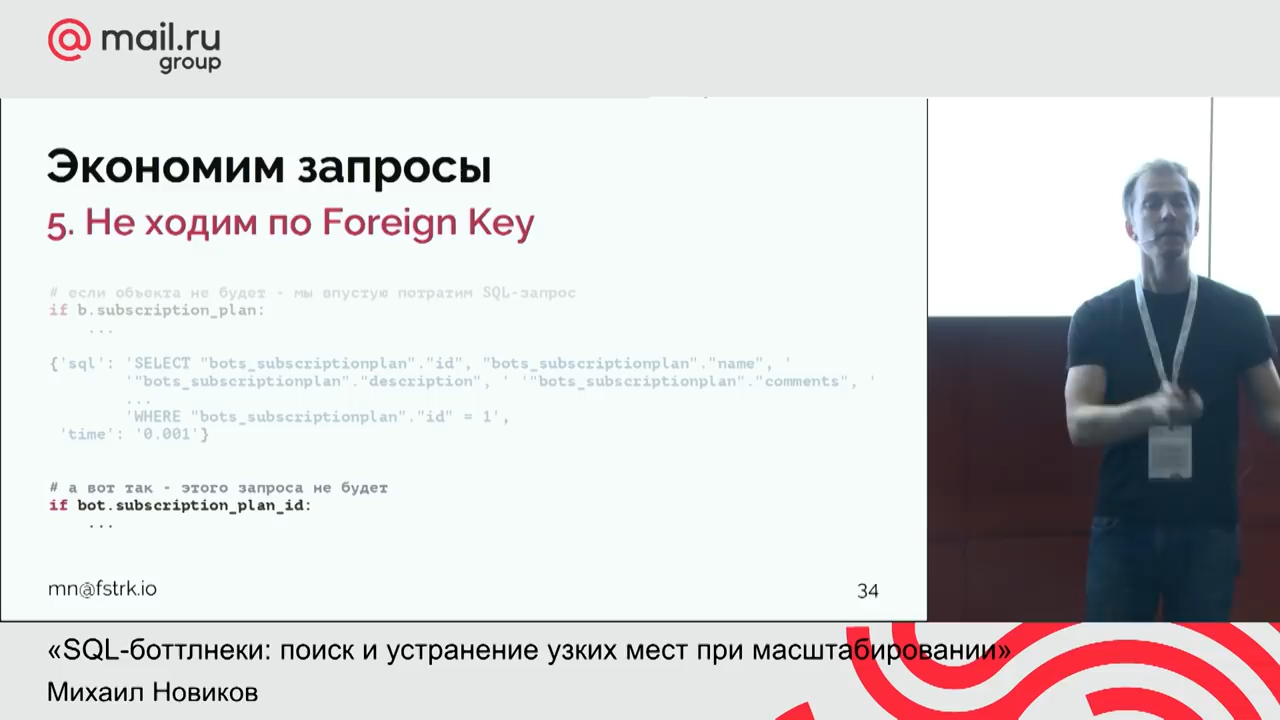 @ mail.ru
group
Экономим запросы
5. Не ходим по Foreign Key
# если объекта не будет - мы впустую потратим SQL-запрос
if b.subscription_plan:
...
{'sql': 'SELECT "bots_subscriptionplan"."id", "bots_subscriptionplan"."name", '
'"bots_subscriptionplan"."description", ' '"bots_subscriptionplan"."comments", '
...
'WHERE "bots_subscriptionplan"."id" = 1',
'time': '0.001'}
# а вот так - этого запроса не будет
if bot.subscription_plan_id:
...
mn@fstrk.io
34
«SQL-боттлнеки: поиск и устранение узких мест при масштабировании»
Михаил Новиков